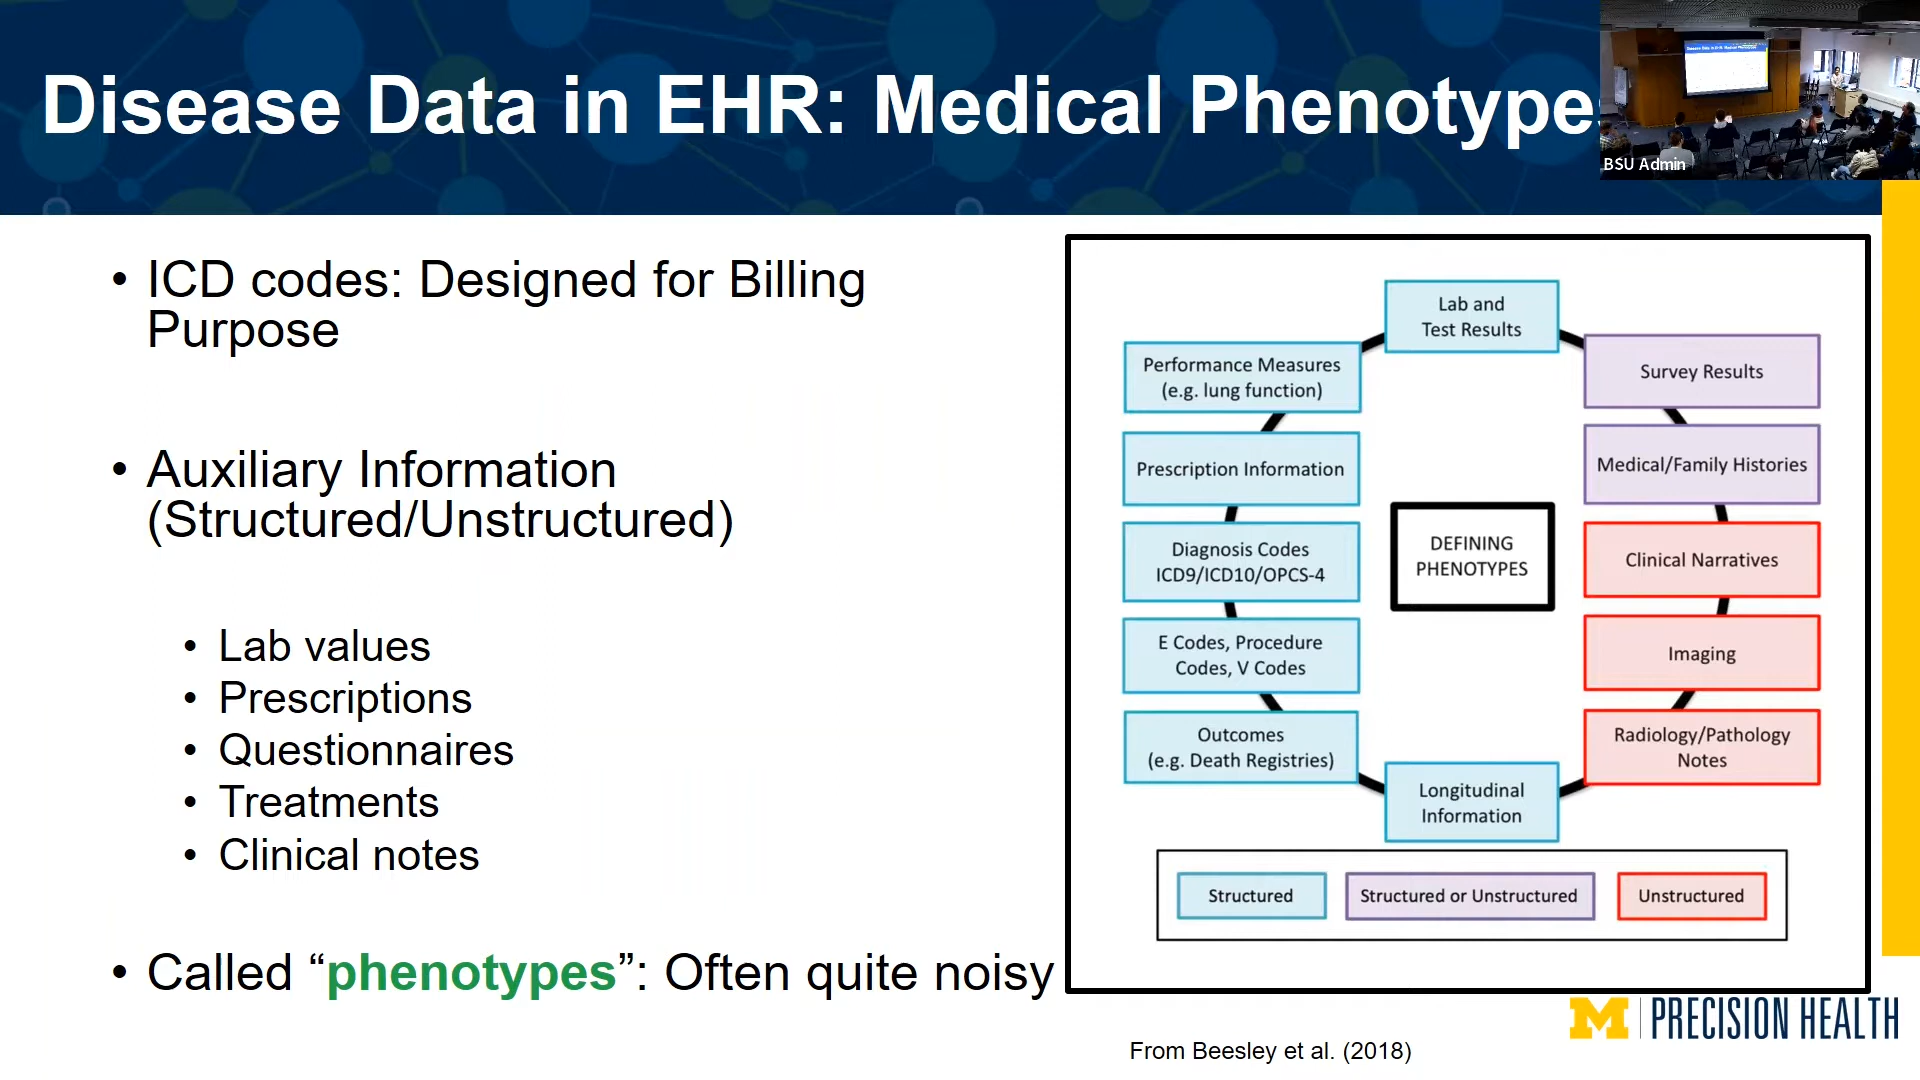 Disease Data in EHR: Medical Phenotypes
BSU Admin
• ICD codes: Designed for Billing
Purpose
• Auxiliary Information
(Structured/Unstructured)
• Lab values
• Prescriptions
• Questionnaires
• Treatments
• Clinical notes
• Called “phenotypes”: Often quite noisy
Lab and
Test Results
Performance Measures
(e.g. lung function)
Survey Results
Prescription Information
Medical/Family Histories
Diagnosis Codes
ICD9/ICD10/OPCS-4
DEFINING
PHENOTYPES
Clinical Narratives
E Codes, Procedure
Codes, V Codes
Imaging
Outcomes
(e.g. Death Registries)
Radiology/Pathology
Notes
Longitudinal
Information
Structured
Structured or Unstructured
Unstructured
M PRECISION HEALTH
From Beesley et al. (2018)